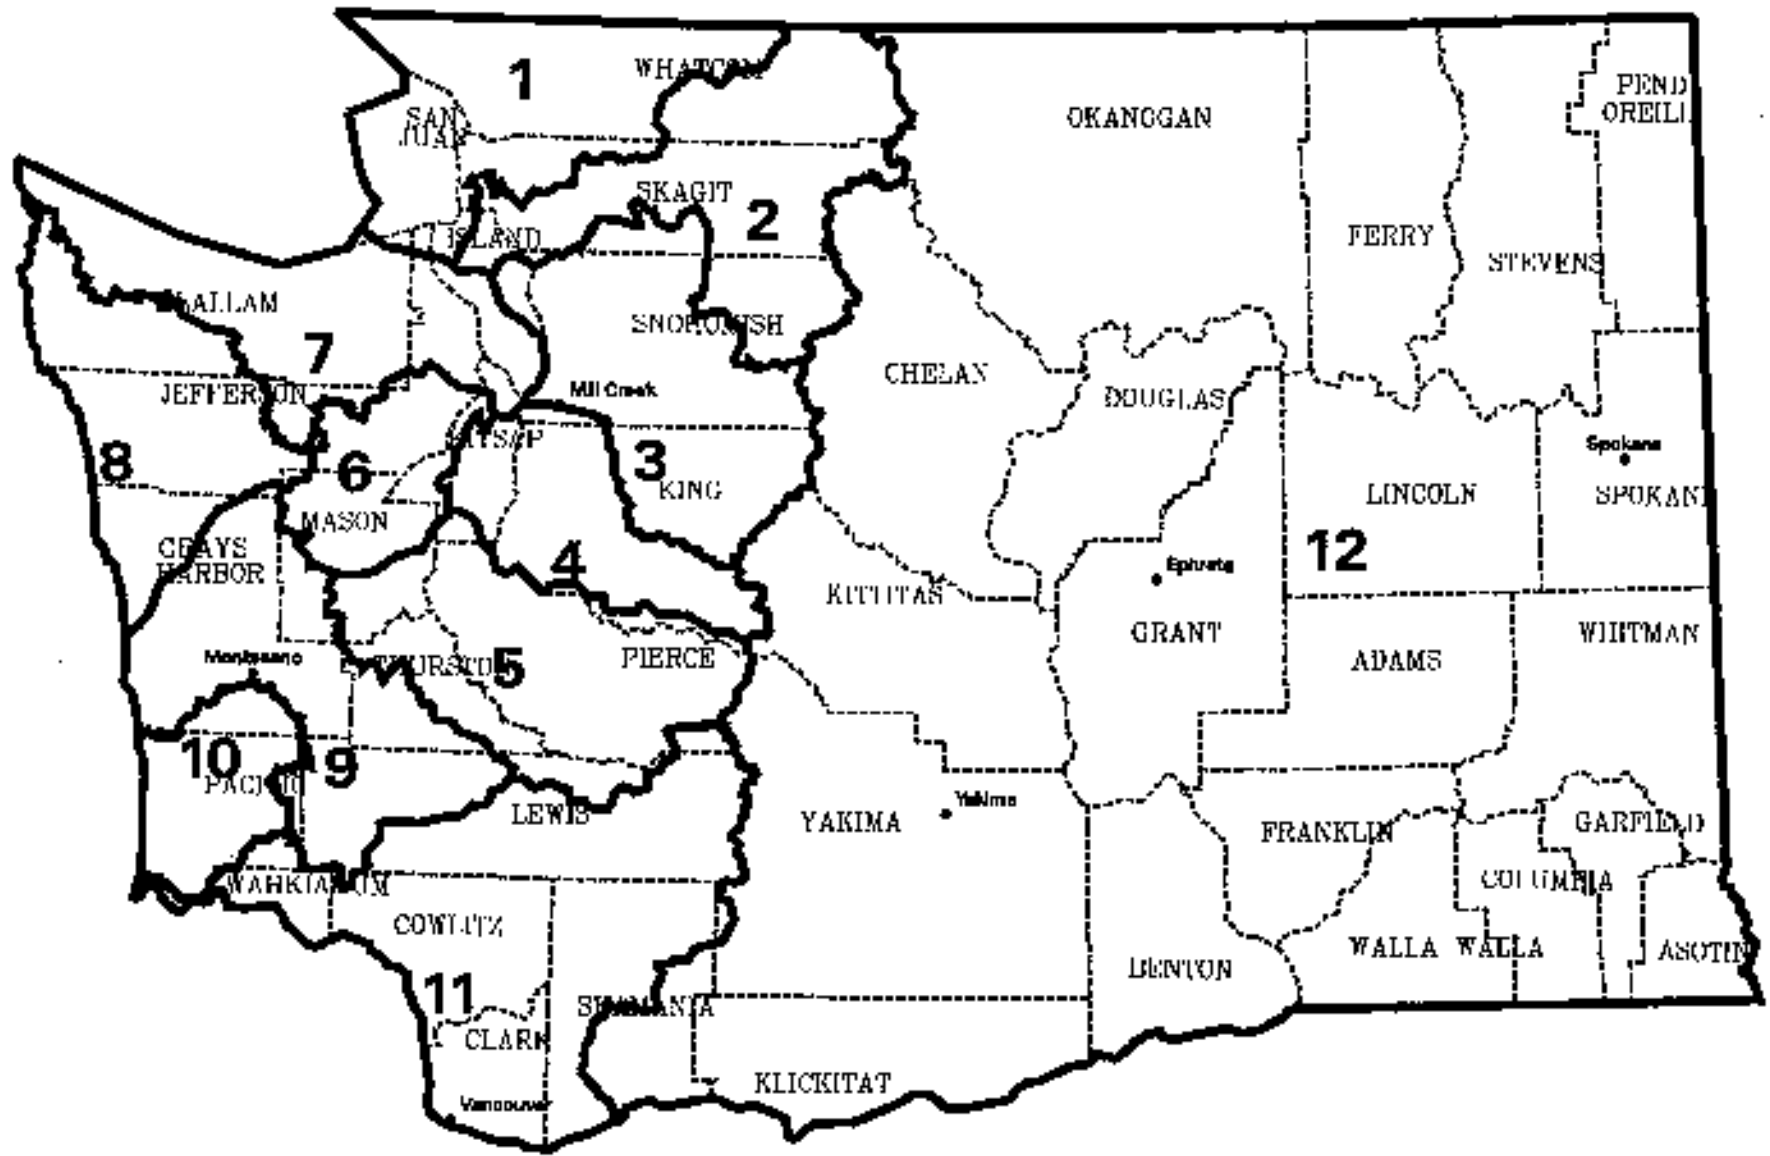 1
WHATCOM
SAN
JUAN
OKANOGAN
PEND
OREILL
SKAGIT
2
ISLAND
FERRY
STEVENS
ALLAM
SNOHOMISH
7
CHELAN
JEFFERSON
Mill Creek
DOUGLAS
KITSAP
8
6
3
KING
Spokane
LINCOLN
SPOKAN
MASON
GRAYS
HARBOR
4
12
Ephrata
KITTITAS
GRANT
WHITMAN
Montesano
THURSTON
5
PIERCE
ADAMS
10
9
PACIFIC
LEWIS
Yakima
YAKIMA
FRANKLIN
GARFIELD
WAHKIAKUM
COLUMBIA
COWLITZ
WALLA WALLA
ASOTIN
BENTON
11
SKAMANIA
CLARK
KLICKITAT
Vancouver